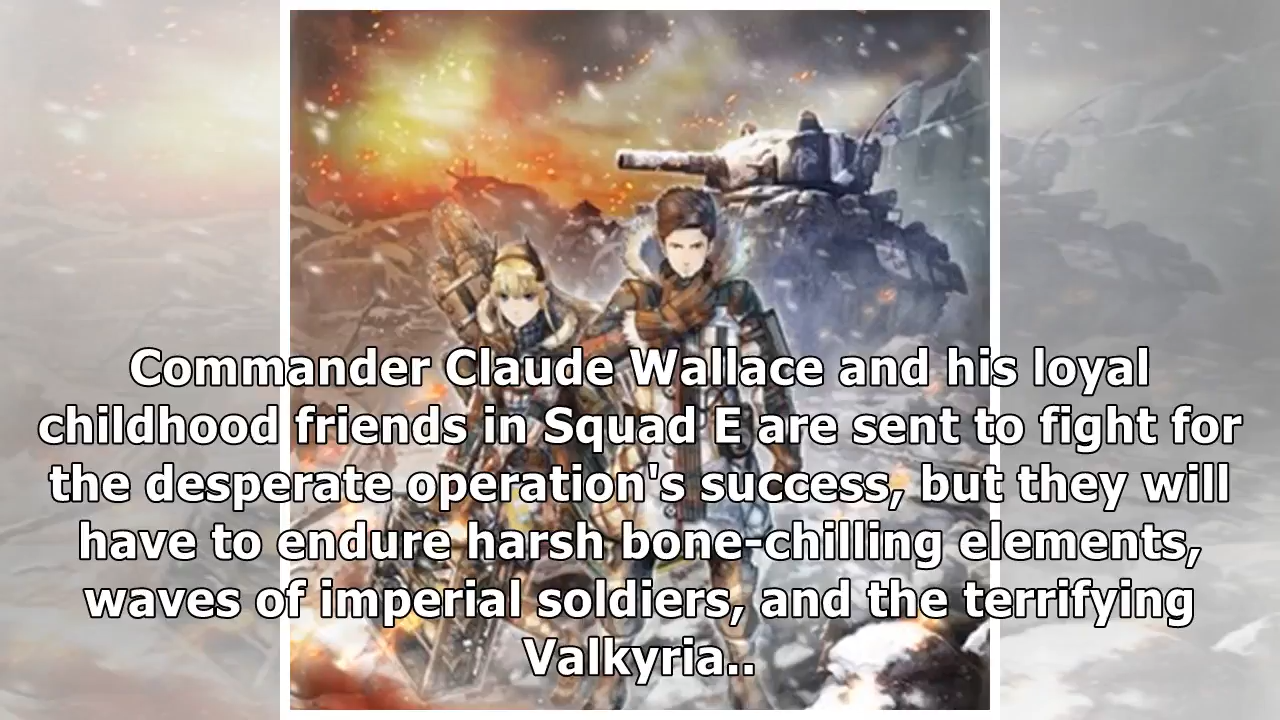 Commander Claude Wallace and his loyal
childhood friends in Squad E are sent to fight for
the desperate operation's success, but they will
have to endure harsh bone-chilling elements,
waves of imperial soldiers, and the terrifying
Valkyria..